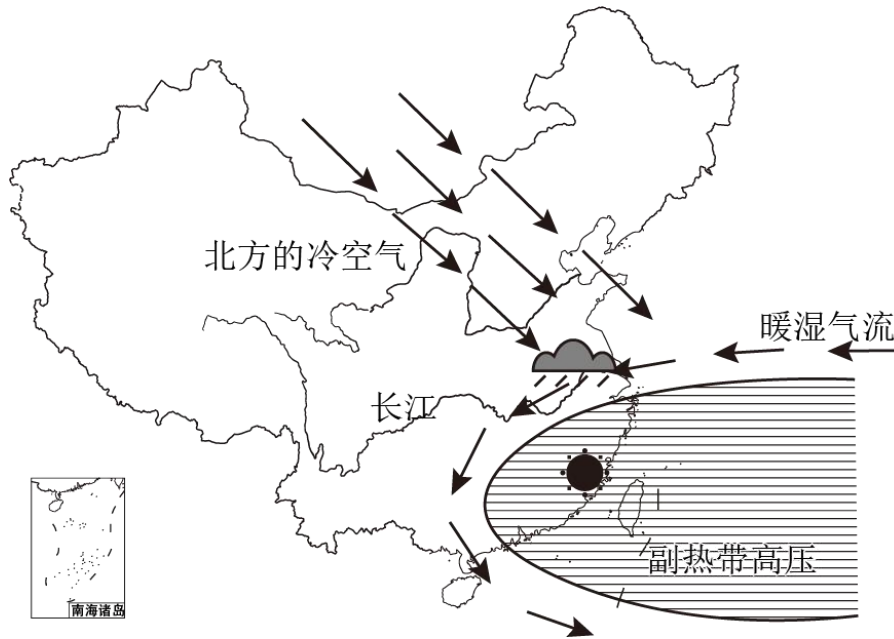 北方的冷空气
暖湿气流
长江
副热带高压
南海诸岛